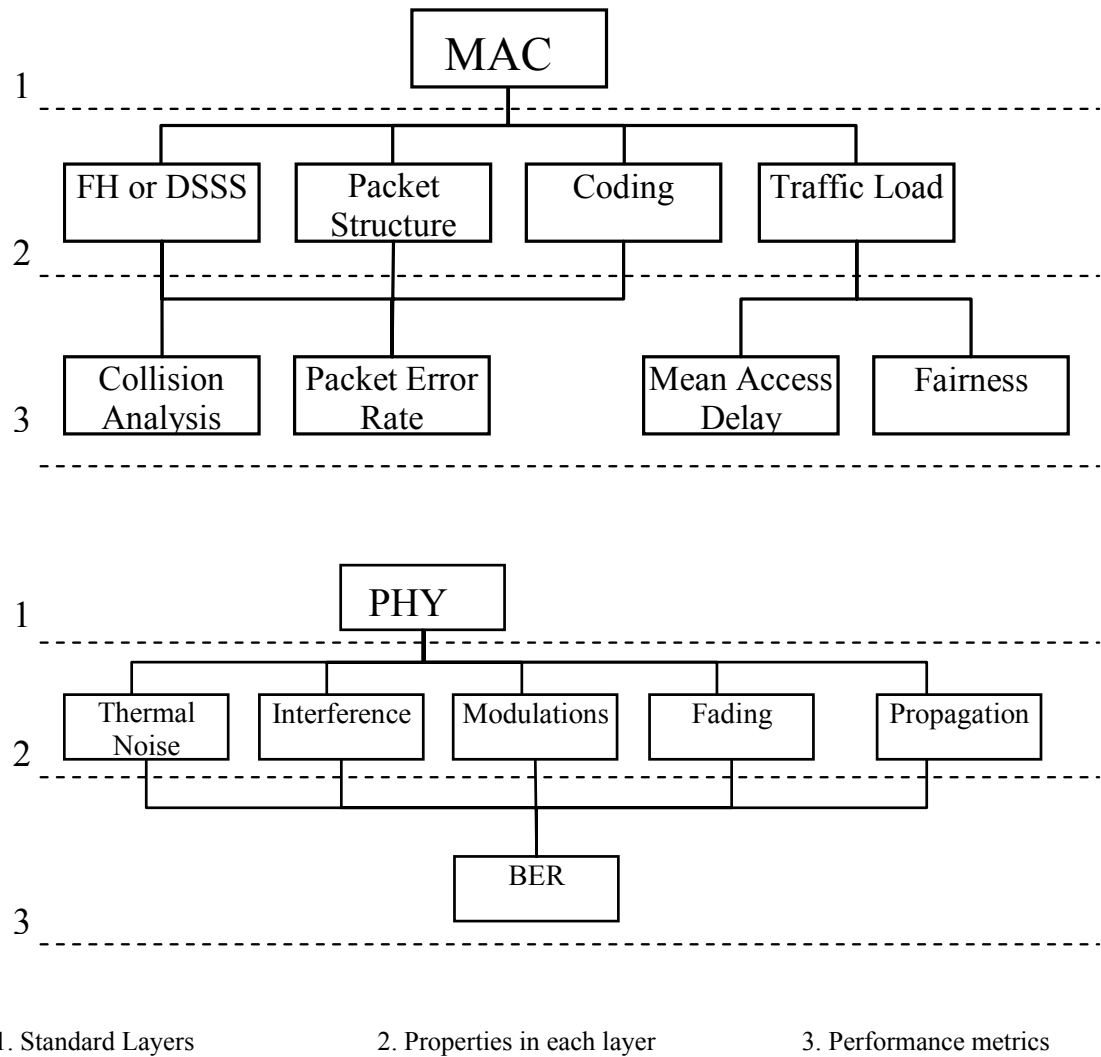 MAC
1
FH or DSSS
Packet
Structure
Coding
Traffic Load
2
Collision
Analysis
Packet Error
Rate
Mean Access
Delay
Fairness
3
PHY
1
Thermal
Noise
Interference
Modulations
Fading
Propagation
2
BER
3
1. Standard Layers
2. Properties in each layer
3. Performance metrics